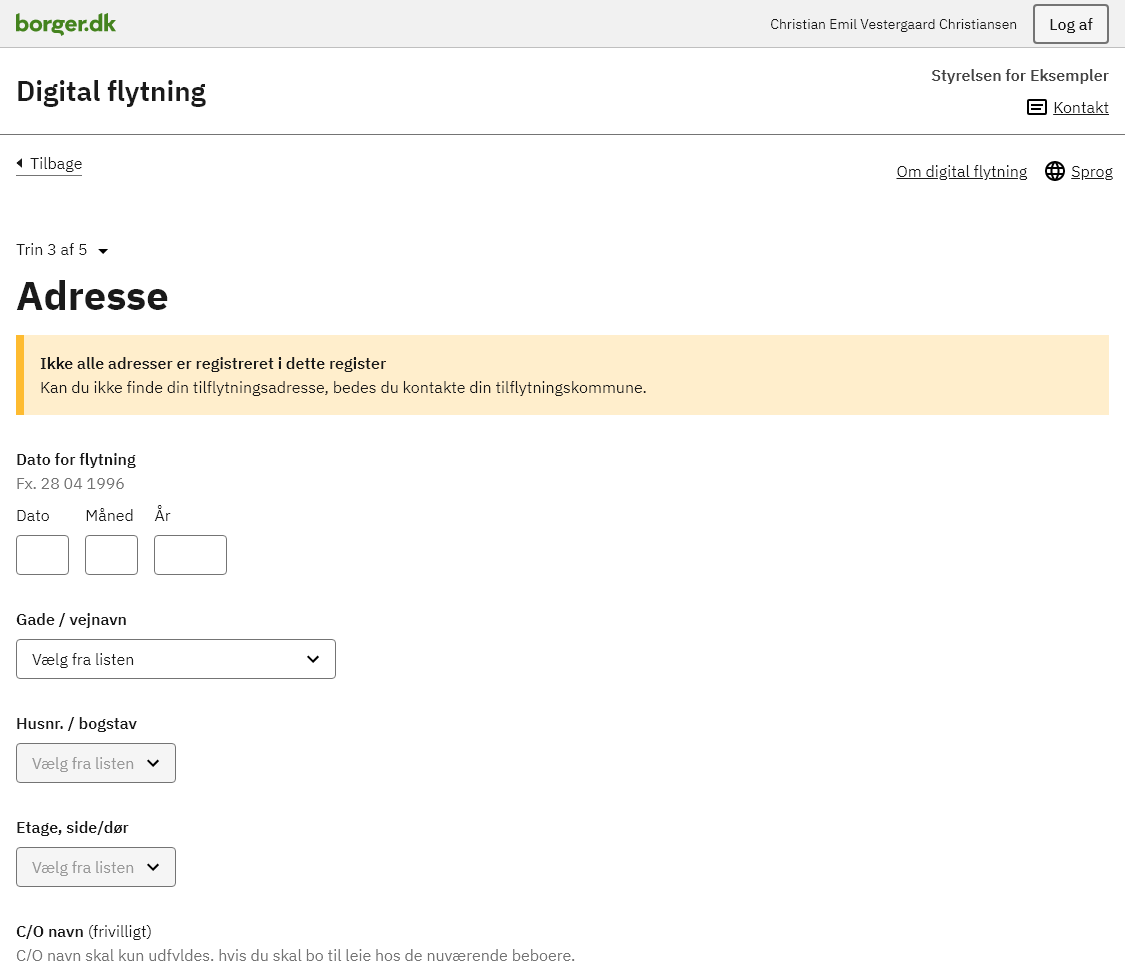 borger.dk
Christian Emil Vestergaard Christiansen
Log af
Digital flytning
Styrelsen for Eksempler
Kontakt
Tilbage
Om digital flytning
Sprog
Trin 3 af 5
Adresse
Ikke alle adresser er registreret i dette register
Kan du ikke finde din tilflytningsadresse, bedes du kontakte din tilflytningskommune.
Dato for flytning
Fx. 28 04 1996
Dato Måned År
Gade / vejnavn
Vælg fra listen
Husnr. / bogstav
Vælg fra listen
Etage, side/dør
Vælg fra listen
C/O navn (frivilligt)
C/O navn skal kun udfyldes, hvis du skal bo til leje hos de nuværende beboere.